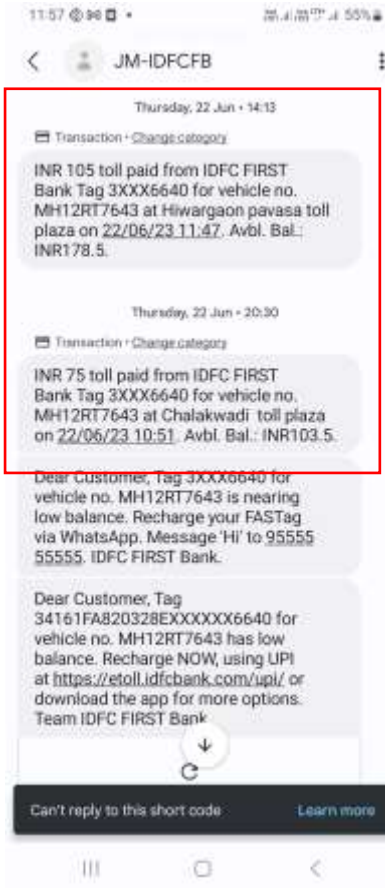 11:57
55%
JM-IDFCFB
Thursday, 22 Jun • 14:13
Transaction • Change category
INR 105 toll paid from IDFC FIRST
Bank Tag 3XXX6640 for vehicle no.
MH12RT7643 at Hiwargaon pavasa toll
plaza on 22/06/23 11:47. Avbl. Bal.:
INR178.5.
Thursday, 22 Jun • 20:30
Transaction • Change category
INR 75 toll paid from IDFC FIRST
Bank Tag 3XXX6640 for vehicle no.
MH12RT7643 at Chalakwadi toll plaza
on 22/06/23 10:51. Avbl. Bal.: INR103.5.
Dear Customer, Tag 3XXX6640 for
vehicle no. MH12RT7643 is nearing
low balance. Recharge your FASTag
via WhatsApp. Message 'Hi' to 95555
55555. IDFC FIRST Bank.
Dear Customer, Tag
34161FA820328EXXXXXX6640 for
vehicle no. MH12RT7643 has low
balance. Recharge NOW, using UPI
at https://etoll.idfcbank.com/upi/ or
download the app for more options.
Team IDFC FIRST Bank
Can't reply to this short code
Learn more